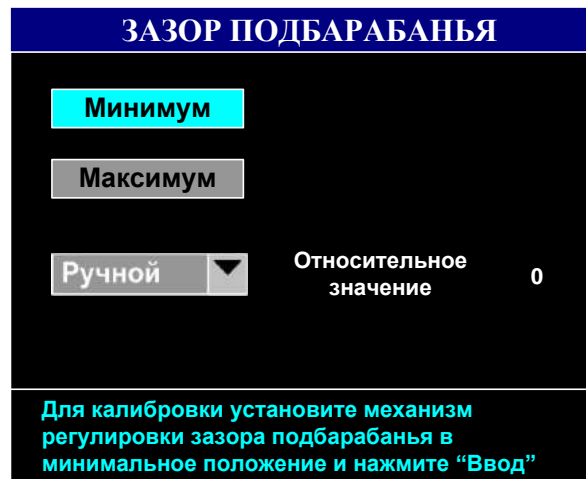 ЗАЗОР ПОДБАРАБАНЬЯ
Минимум
Максимум
Ручной
Относительное
значение
0
Для калибровки установите механизм
регулировки зазора подбарабанья в
минимальное положение и нажмите “Ввод”